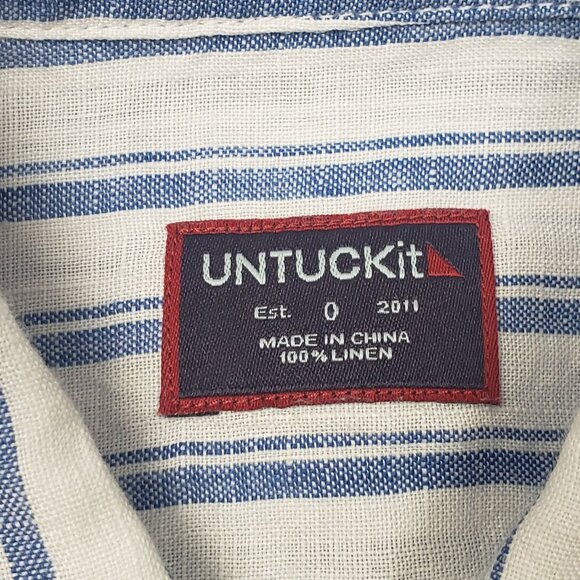 UNTUCKit
Est. 0 2011
MADE IN CHINA
100% LINEN